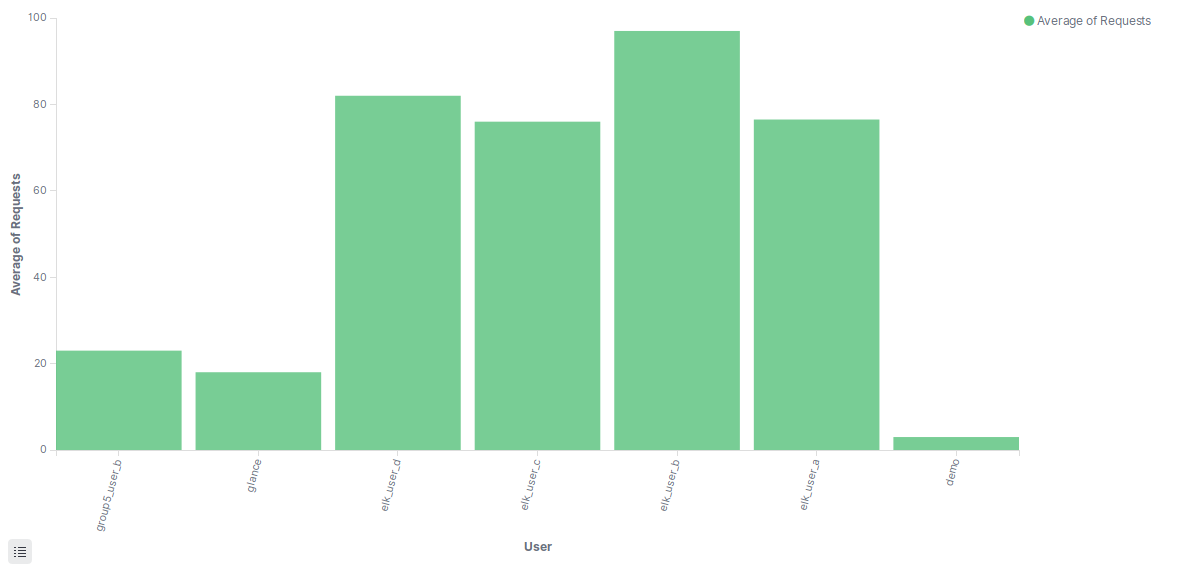 Average of Requests
100
80
60
40
20
0
Average of Requests
group5_user_b
glance
elk_user_d
elk_user_c
elk_user_b
elk_user_a
demo
User